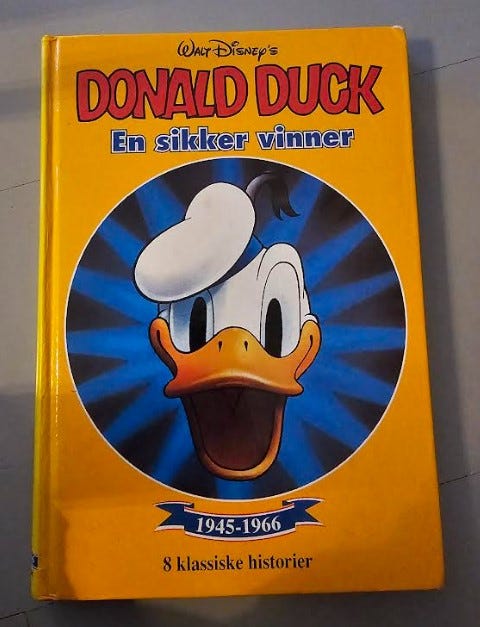 WALT DISNEY'S
DONALD DUCK
En sikker vinner
1945-1966
8 klassiske historier